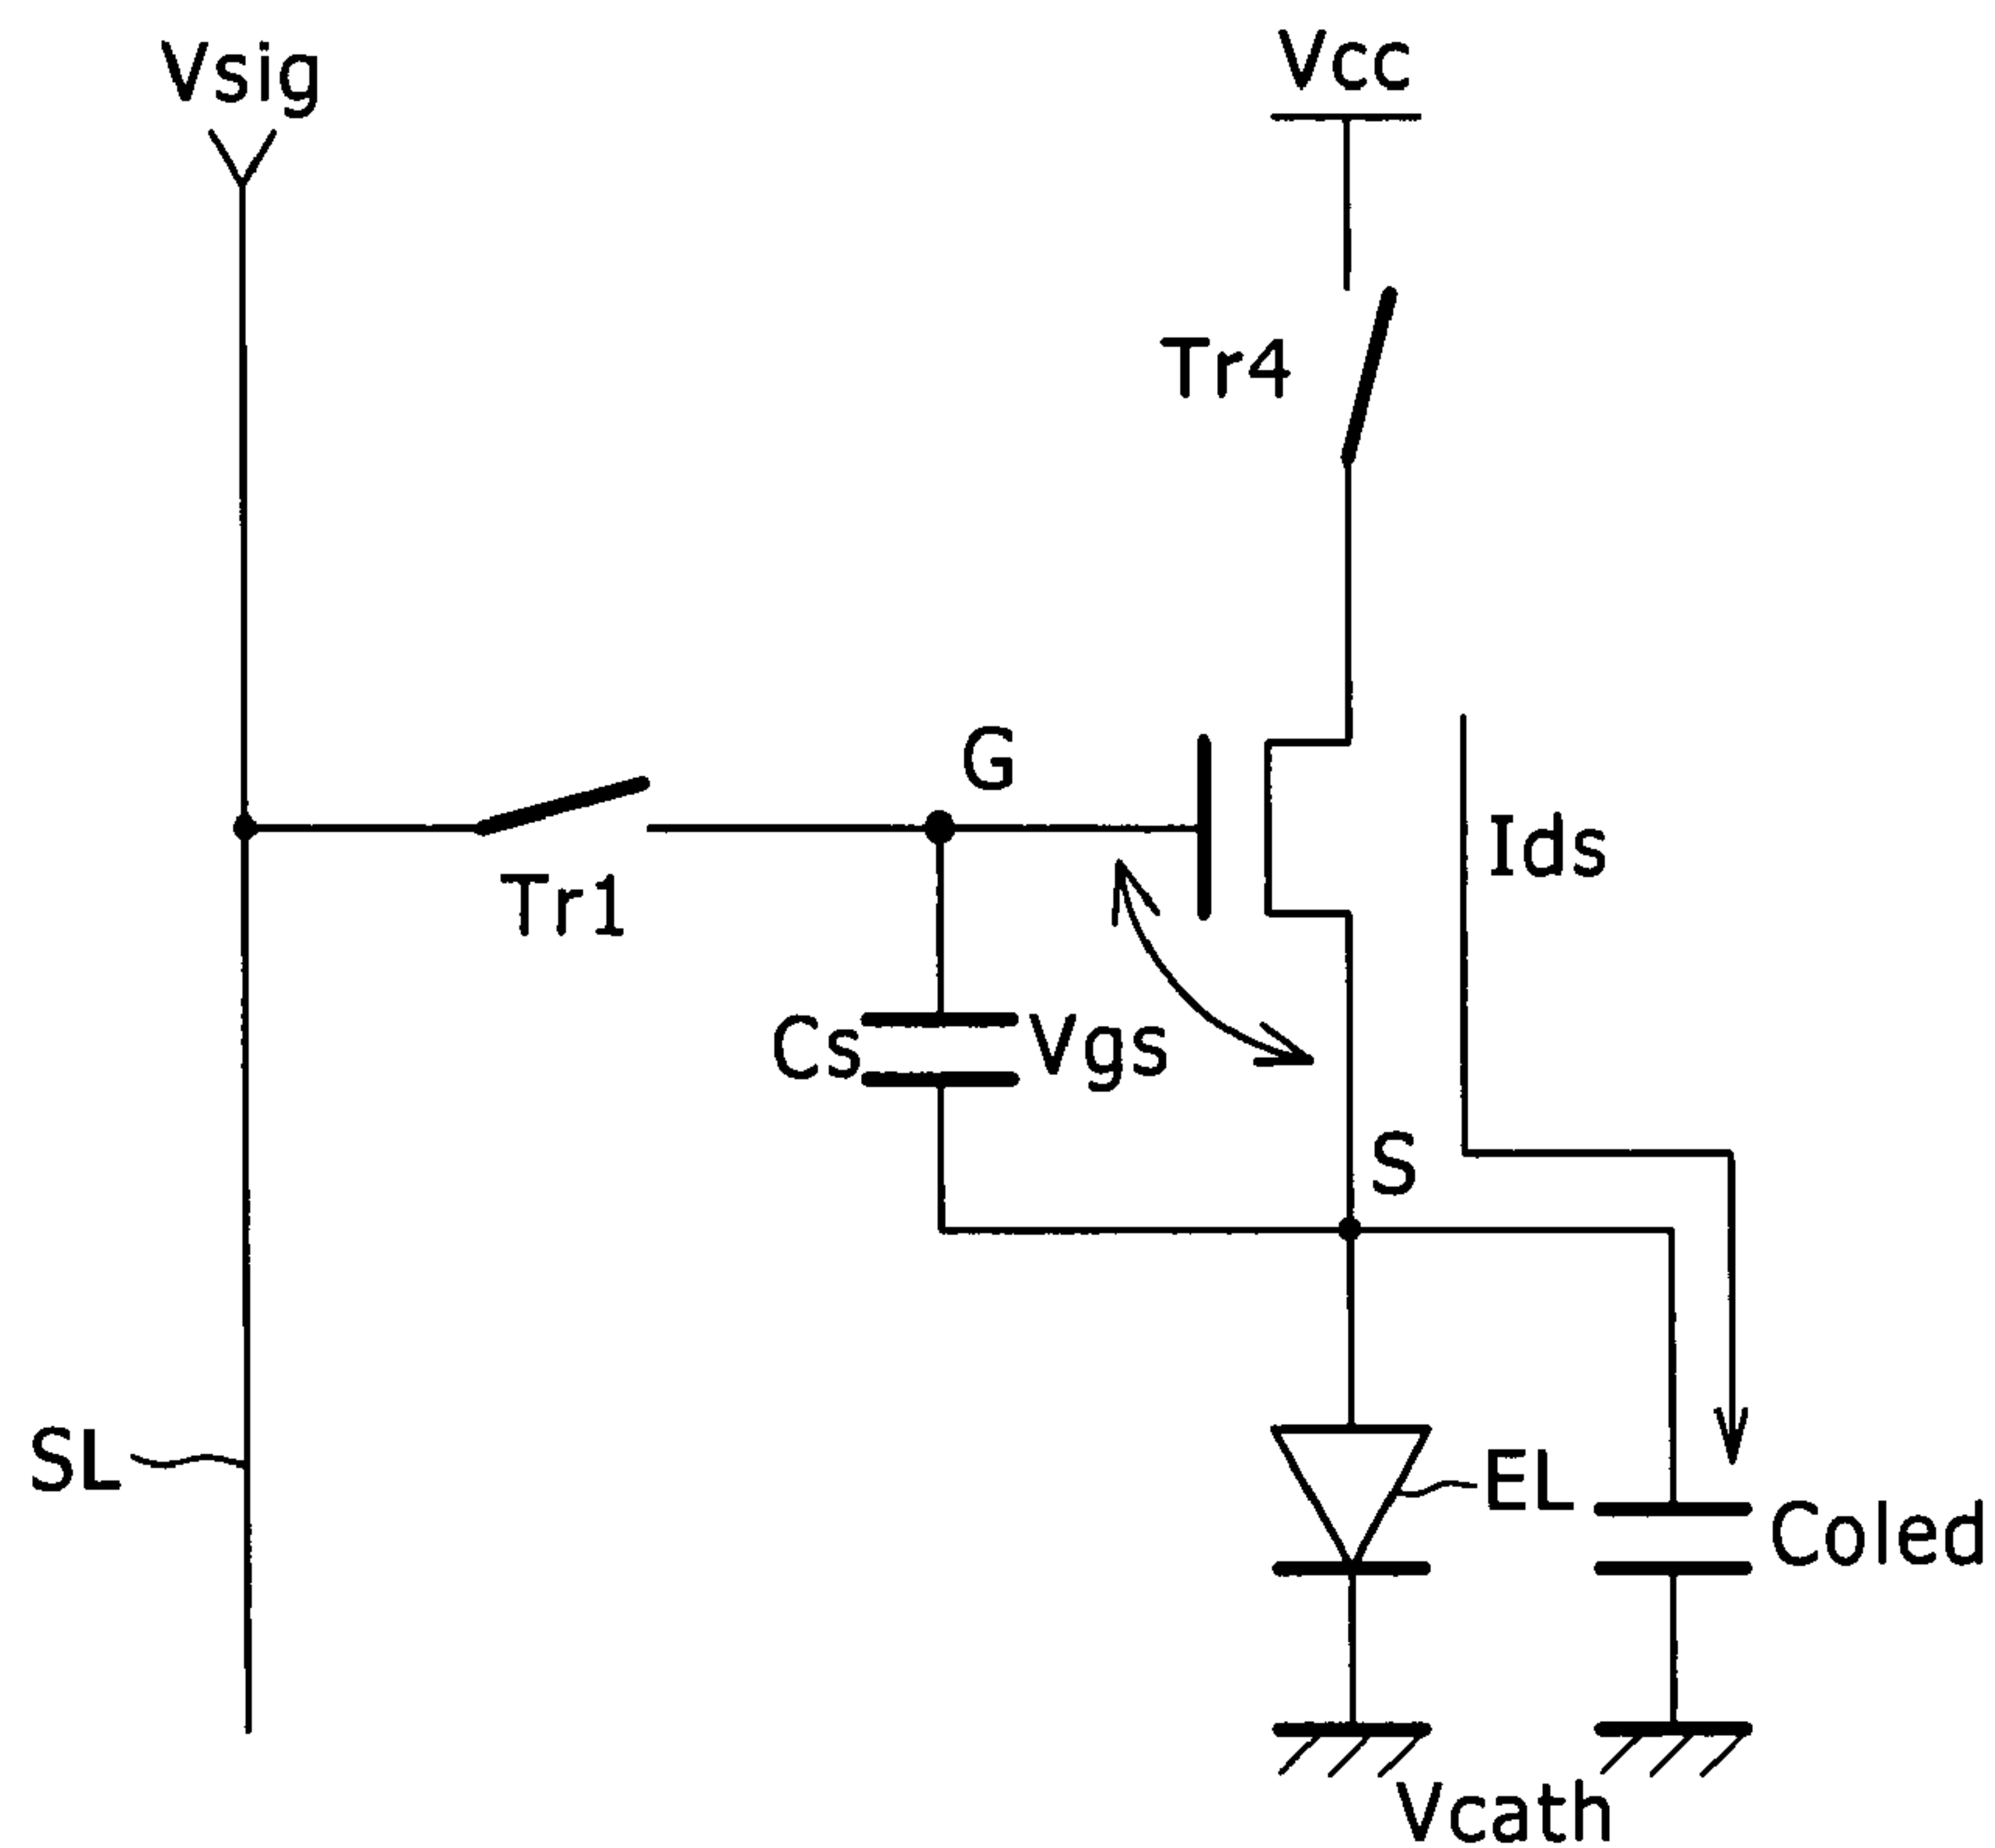 Vsig
Vcc
Tr4
G
Ids
Tr1
Cs
Vgs
S
SL
EL
Coled
Vcath